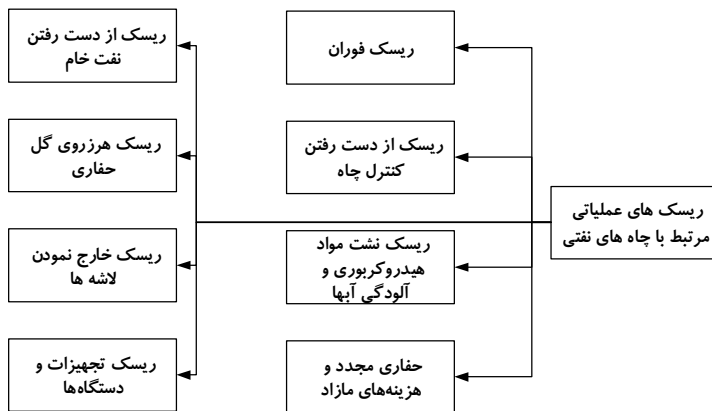 ریسک های عملیاتی
مرتبط با چاه های نفتی
ریسک فوران
ریسک از دست رفتن
کنترل چاه
ریسک نشت مواد
هیدروکربوری و
آلودگی آبها
حفاری مجدد و
هزینه‌های مازاد
ریسک از دست رفتن
نفت خام
ریسک هرزروی گل
حفاری
ریسک خارج نمودن
لاشه ها
ریسک تجهیزات و
دستگاه‌ها